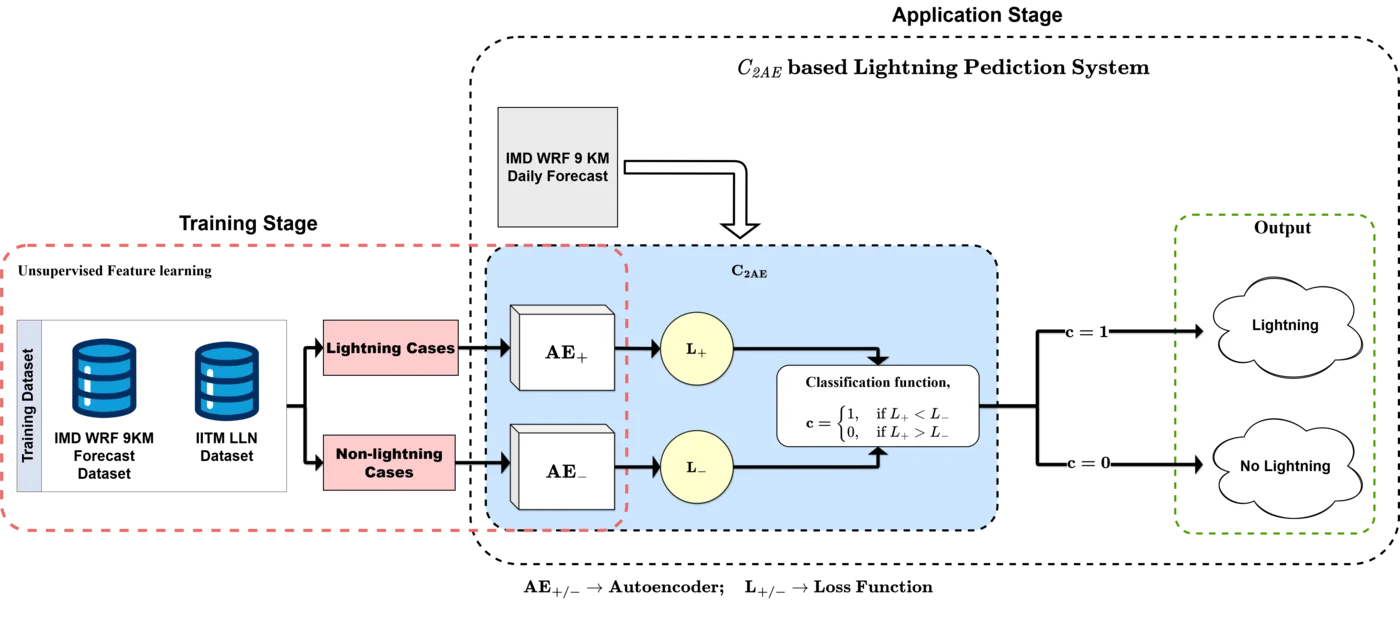 Application Stage
C2AE based Lightning Pediction System
IMD WRF 9 KM
Daily Forecast
Training Stage
Unsupervised Feature learning
Training Dataset
IMD WRF 9KM
Forecast
Dataset
IITM LLN
Dataset
Lightning Cases
Non-lightning
Cases
C2AE
AE+
L+
AE−
L−
Classification function,
c = {1, if L+ < L−
0, if L+ > L−
c = 1
c = 0
Output
Lightning
No Lightning
AE+/− → Autoencoder; L+/− → Loss Function